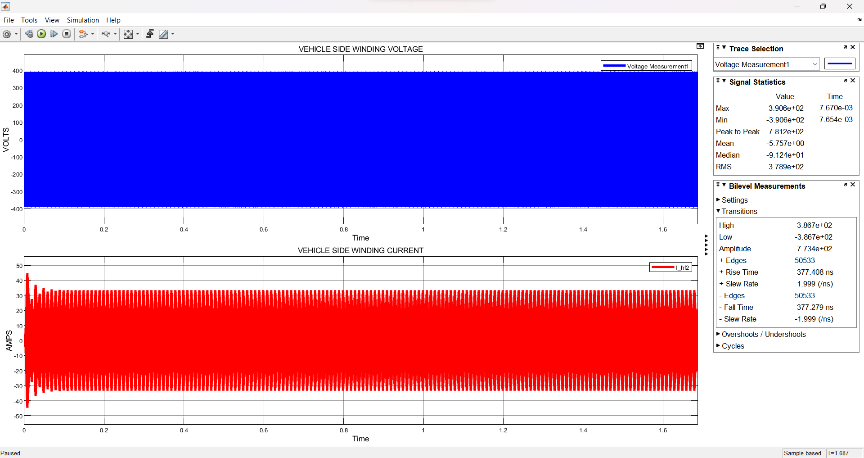 File Tools View Simulation Help
VEHICLE SIDE WINDING VOLTAGE
Voltage Measurement1
400
300
200
100
0
-100
-200
-300
-400
VOLTS
0 0.2 0.4 0.6 0.8 1 1.2 1.4 1.6
Time
VEHICLE SIDE WINDING CURRENT
I_hf2
50
40
30
20
10
0
-10
-20
-30
-40
-50
AMPS
0 0.2 0.4 0.6 0.8 1 1.2 1.4 1.6
Time
Trace Selection
Voltage Measurement1
Signal Statistics
Value Time
Max 3.906e+02 7.670e-03
Min -3.906e+02 7.654e-03
Peak to Peak 7.812e+02
Mean -5.757e+00
Median -9.124e+01
RMS 3.789e+02
Bilevel Measurements
Settings
Transitions
High 3.867e+02
Low -3.867e+02
Amplitude 7.734e+02
+ Edges 50533
+ Rise Time 377.408 ns
+ Slew Rate 1.999 (/ns)
- Edges 50533
- Fall Time 377.279 ns
- Slew Rate -1.999 (/ns)
Overshoots / Undershoots
Cycles
Paused
Sample based T=1.687